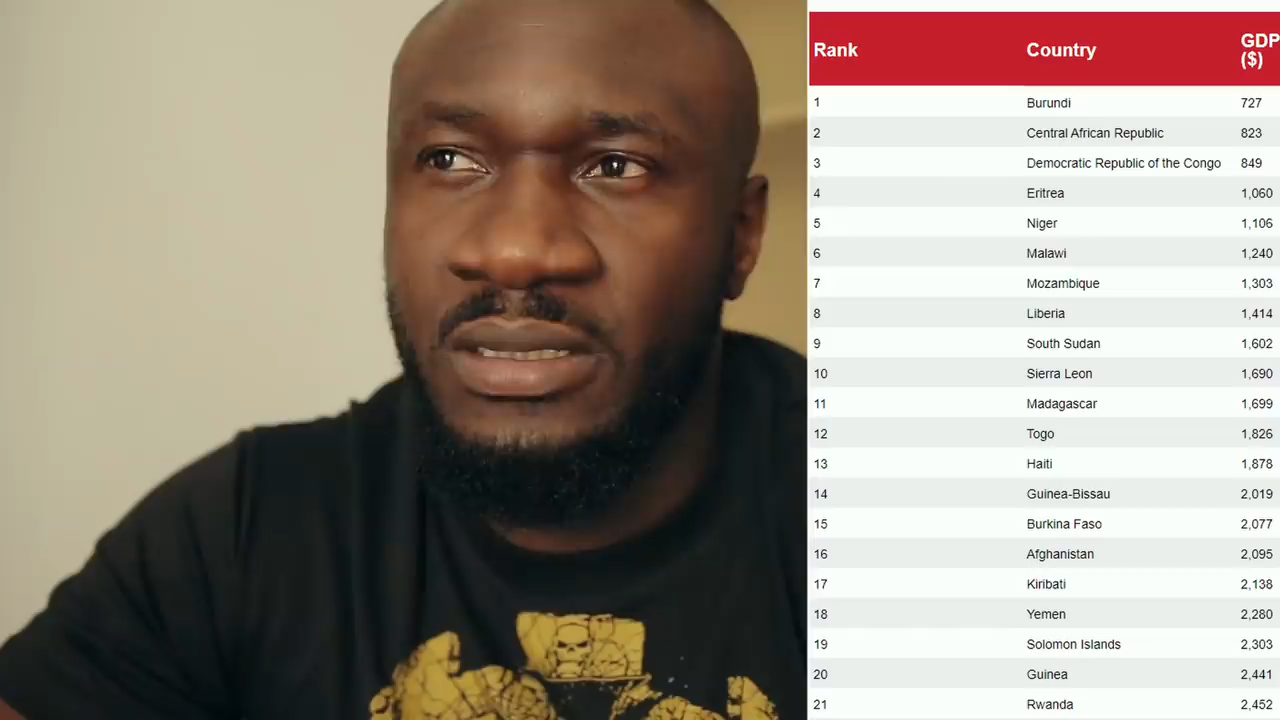 Rank Country GDP ($)
1 Burundi 727
2 Central African Republic 823
3 Democratic Republic of the Congo 849
4 Eritrea 1,060
5 Niger 1,106
6 Malawi 1,240
7 Mozambique 1,303
8 Liberia 1,414
9 South Sudan 1,602
10 Sierra Leon 1,690
11 Madagascar 1,699
12 Togo 1,826
13 Haiti 1,878
14 Guinea-Bissau 2,019
15 Burkina Faso 2,077
16 Afghanistan 2,095
17 Kiribati 2,138
18 Yemen 2,280
19 Solomon Islands 2,303
20 Guinea 2,441
21 Rwanda 2,452